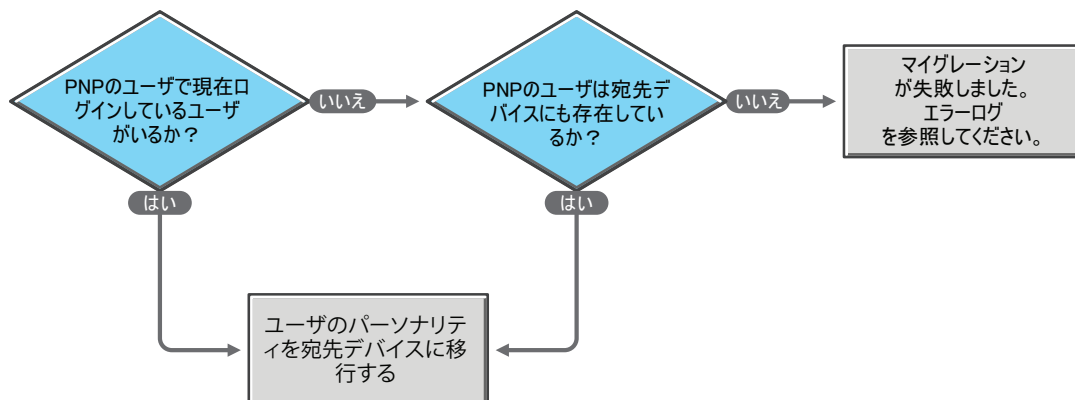 PNPのユーザで現在ロ
グインしているユーザ
がいるか？
いいえ
PNPのユーザは宛先デ
バイスにも存在してい
るか？
いいえ
マイグレーション
が失敗しました。
エラーログ
を参照してください。
はい
はい
ユーザのパーソナリテ
ィを宛先デバイスに移
行する